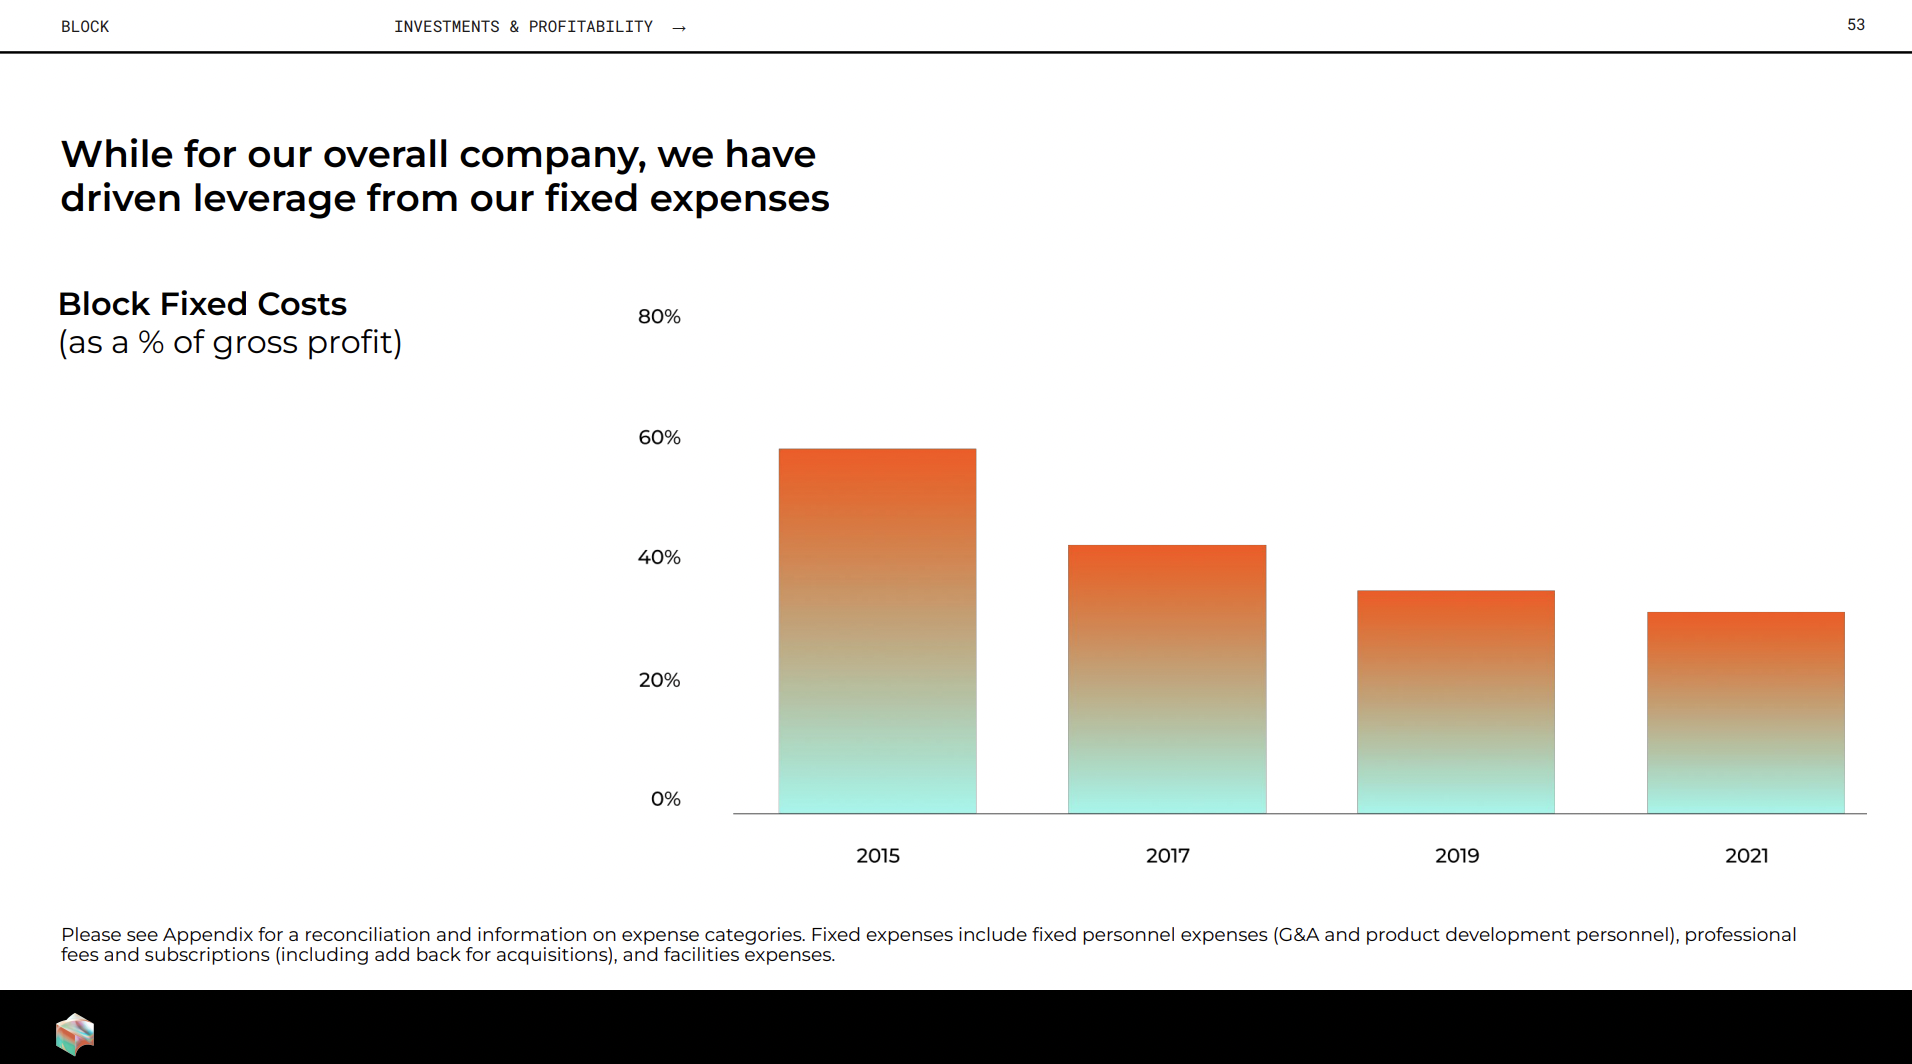 BLOCK
INVESTMENTS & PROFITABILITY →
53
While for our overall company, we have
driven leverage from our fixed expenses
Block Fixed Costs
(as a % of gross profit)
80%
60%
40%
20%
0%
2015
2017
2019
2021
Please see Appendix for a reconciliation and information on expense categories. Fixed expenses include fixed personnel expenses (G&A and product development personnel), professional
fees and subscriptions (including add back for acquisitions), and facilities expenses.